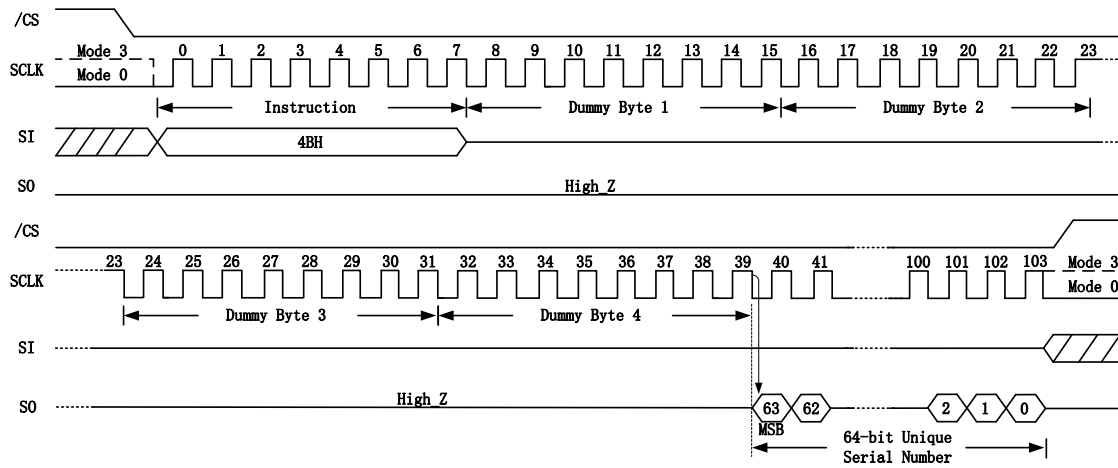 /CS
Mode 3 0 1 2 3 4 5 6 7 8 9 10 11 12 13 14 15 16 17 18 19 20 21 22 23
SCLK
Mode 0
Instruction Dummy Byte 1 Dummy Byte 2
SI 4BH
SO High_Z
/CS
23 24 25 26 27 28 29 30 31 32 33 34 35 36 37 38 39 40 41 100 101 102 103 Mode 3
SCLK
Mode 0
Dummy Byte 3 Dummy Byte 4
SI
SO High_Z 63 62 2 1 0
MSB
64-bit Unique
Serial Number